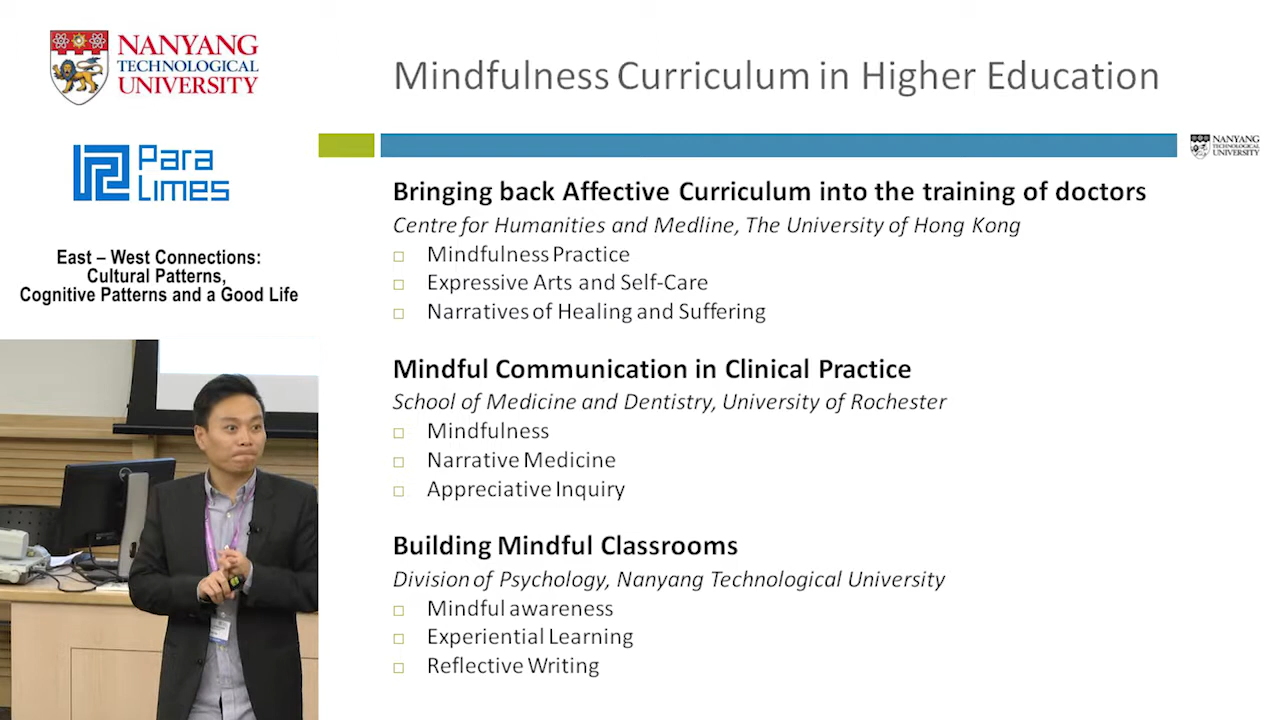 NANYANG
TECHNOLOGICAL
UNIVERSITY
Para
Limes
East – West Connections:
Cultural Patterns,
Cognitive Patterns and a Good Life
Mindfulness Curriculum in Higher Education
NANYANG
TECHNOLOGICAL
UNIVERSITY
Bringing back Affective Curriculum into the training of doctors
Centre for Humanities and Medline, The University of Hong Kong
Mindfulness Practice
Expressive Arts and Self-Care
Narratives of Healing and Suffering
Mindful Communication in Clinical Practice
School of Medicine and Dentistry, University of Rochester
Mindfulness
Narrative Medicine
Appreciative Inquiry
Building Mindful Classrooms
Division of Psychology, Nanyang Technological University
Mindful awareness
Experiential Learning
Reflective Writing